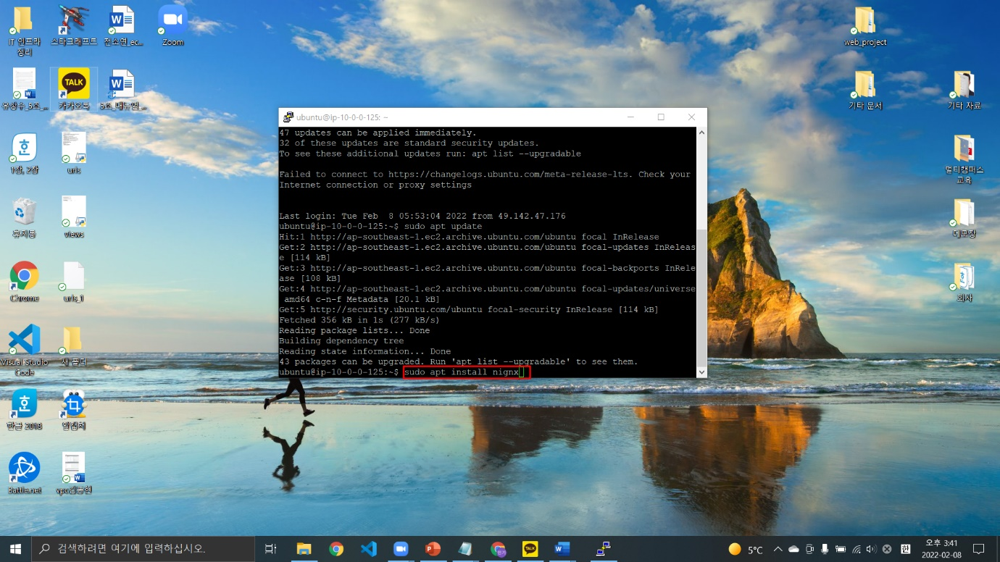 IT 인프라
정리
스타크래프트
전소연_ec...
Zoom
web_project
유상우_5조_...
TALK
카카오톡
5조_매뉴얼_...
기타 문서
기타 자료
1장, 2장
urls
멀티캠퍼스
교육
휴지통
views
메모장
Chrome
urls_1
회사
Visual Studio
Code
새 폴더
한글 2018
알캡처
Battle.net
ubuntu@ip-10-0-0-125: ~
47 updates can be applied immediately.
32 of these updates are standard security updates.
To see these additional updates run: apt list --upgradable
Failed to connect to https://changelogs.ubuntu.com/meta-release-lts. Check your
Internet connection or proxy settings
Last login: Tue Feb  8 05:53:04 2022 from 49.142.47.176
ubuntu@ip-10-0-0-125:~$ sudo apt update
Hit:1 http://ap-southeast-1.ec2.archive.ubuntu.com/ubuntu focal InRelease
Get:2 http://ap-southeast-1.ec2.archive.ubuntu.com/ubuntu focal-updates InReleas
e [114 kB]
Get:3 http://ap-southeast-1.ec2.archive.ubuntu.com/ubuntu focal-backports InRele
ase [108 kB]
Get:4 http://ap-southeast-1.ec2.archive.ubuntu.com/ubuntu focal-updates/universe
 amd64 c-n-f Metadata [20.1 kB]
Get:5 http://security.ubuntu.com/ubuntu focal-security InRelease [114 kB]
Fetched 356 kB in 1s (277 kB/s)
Reading package lists... Done
Building dependency tree
Reading state information... Done
43 packages can be upgraded. Run 'apt list --upgradable' to see them.
ubuntu@ip-10-0-0-125:~$ sudo apt install nignx
검색하려면 여기에 입력하십시오.
5°C
한
오후 3:41
2022-02-08